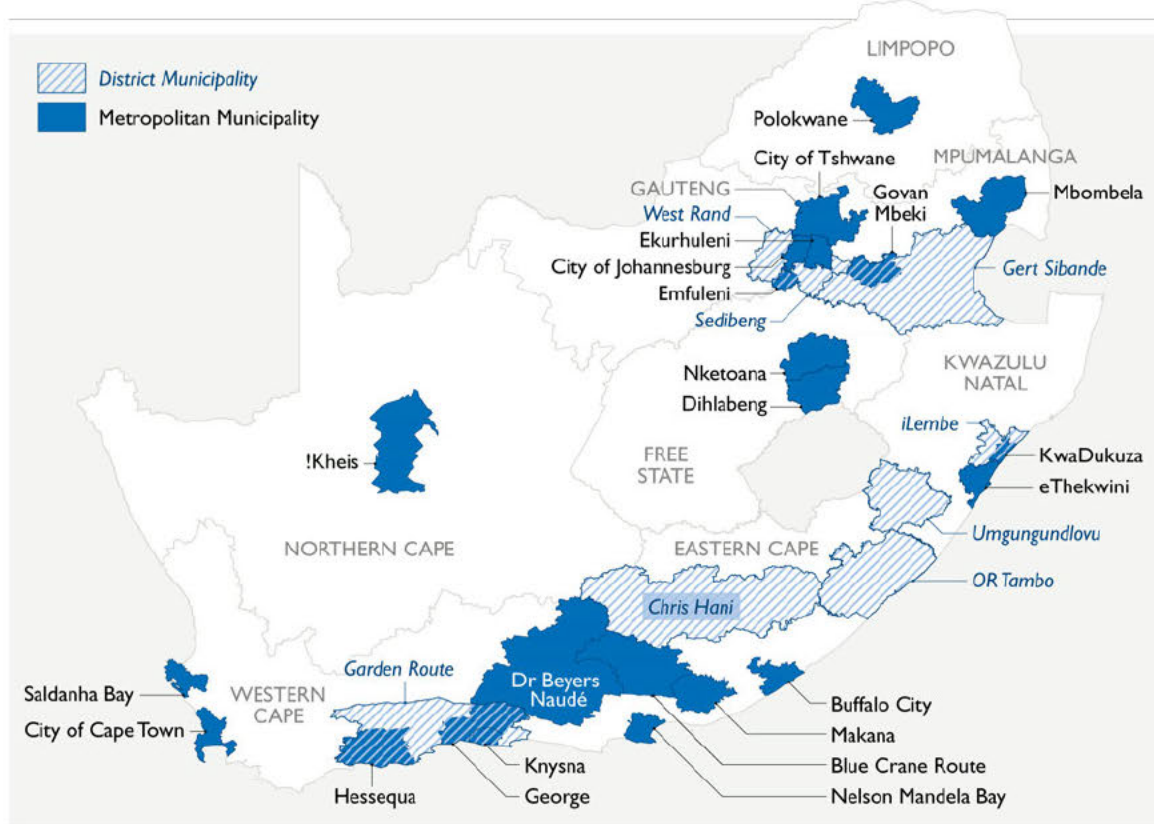 District Municipality
Metropolitan Municipality
LIMPOPO
Polokwane
City of Tshwane
MPUMALANGA
GAUTENG
Govan
Mbeki
Mbombela
West Rand
Ekurhuleni
City of Johannesburg
Gert Sibande
Emfuleni
Sedibeng
KWAZULU
NATAL
Nketoana
Dihlabeng
iLembe
!Kheis
FREE
STATE
KwaDukuza
eThekwini
Umgungundlovu
NORTHERN CAPE
EASTERN CAPE
OR Tambo
Chris Hani
Garden Route
Dr Beyers
Naudé
Saldanha Bay
WESTERN
CAPE
City of Cape Town
Buffalo City
Makana
Knysna
Blue Crane Route
Hessequa
George
Nelson Mandela Bay